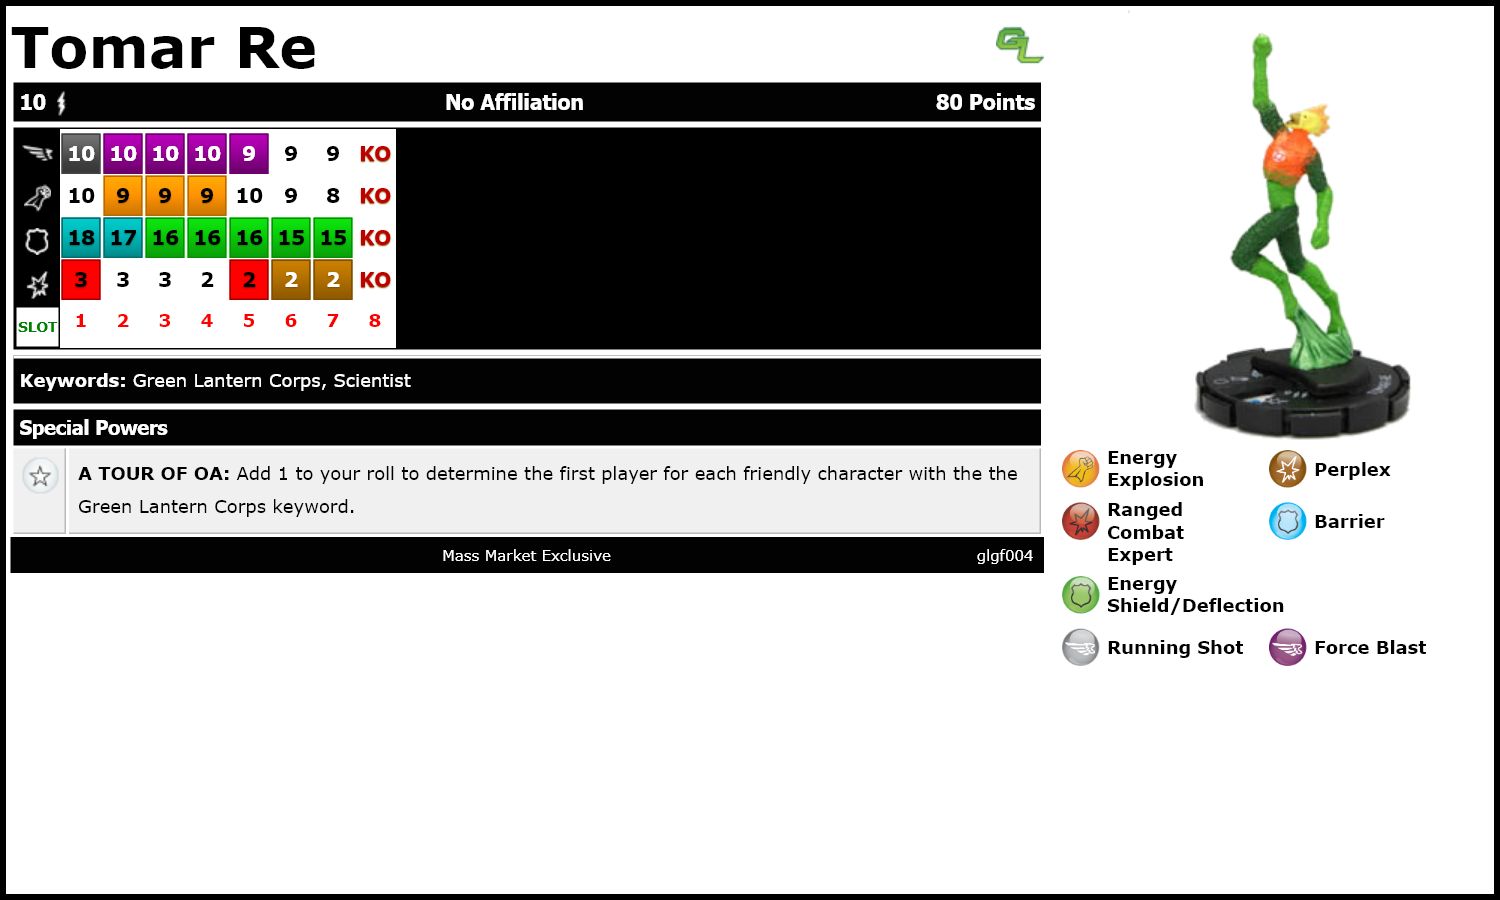 Tomar Re
GL
10 No Affiliation 80 Points
10 10 10 10 9 9 9 KO
10 9 9 9 10 9 8 KO
18 17 16 16 16 15 15 KO
3 3 3 2 2 2 2 KO
SLOT 1 2 3 4 5 6 7 8
Keywords: Green Lantern Corps, Scientist
Special Powers
A TOUR OF OA: Add 1 to your roll to determine the first player for each friendly character with the the
Green Lantern Corps keyword.
Mass Market Exclusive glgf004
Energy
Explosion
Perplex
Ranged
Combat
Expert
Barrier
Energy
Shield/Deflection
Running Shot
Force Blast